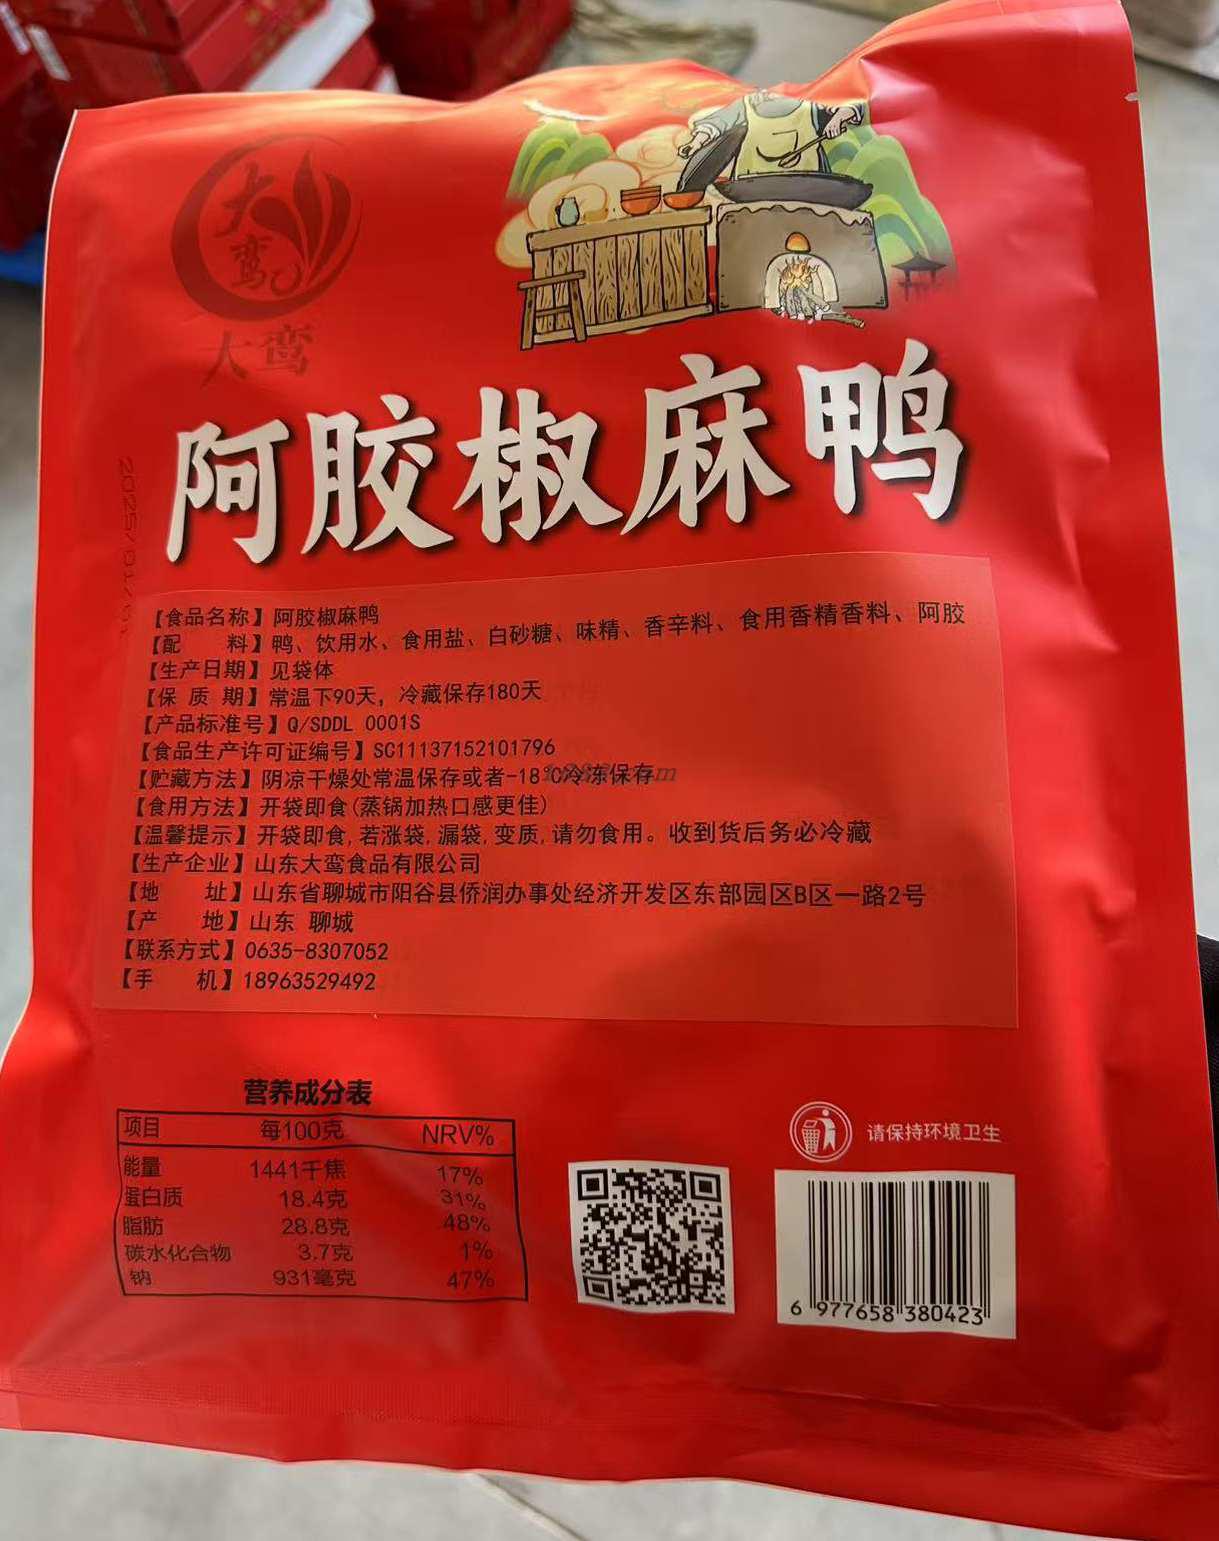 大鸾
大鸾
阿胶椒麻鸭
2025/01/01
【食品名称】阿胶椒麻鸭
【配 料】鸭、饮用水、食用盐、白砂糖、味精、香辛料、食用香精香料、阿胶
【生产日期】见袋体
【保 质 期】常温下90天，冷藏保存180天
【产品标准号】Q/SDDL 0001S
【食品生产许可证编号】SC11137152101796
【贮藏方法】阴凉干燥处常温保存或者-18℃冷冻保存
【食用方法】开袋即食(蒸锅加热口感更佳)
【温馨提示】开袋即食,若涨袋,漏袋,变质,请勿食用。收到货后务必冷藏
【生产企业】山东大鸾食品有限公司
【地 址】山东省聊城市阳谷县侨润办事处经济开发区东部园区B区一路2号
【产 地】山东 聊城
【联系方式】0635-8307052
【手 机】18963529492
营养成分表
项目 每100克 NRV%
能量 1441千焦 17%
蛋白质 18.4克 31%
脂肪 28.8克 48%
碳水化合物 3.7克 1%
钠 931毫克 47%
请保持环境卫生
6 977658 380423